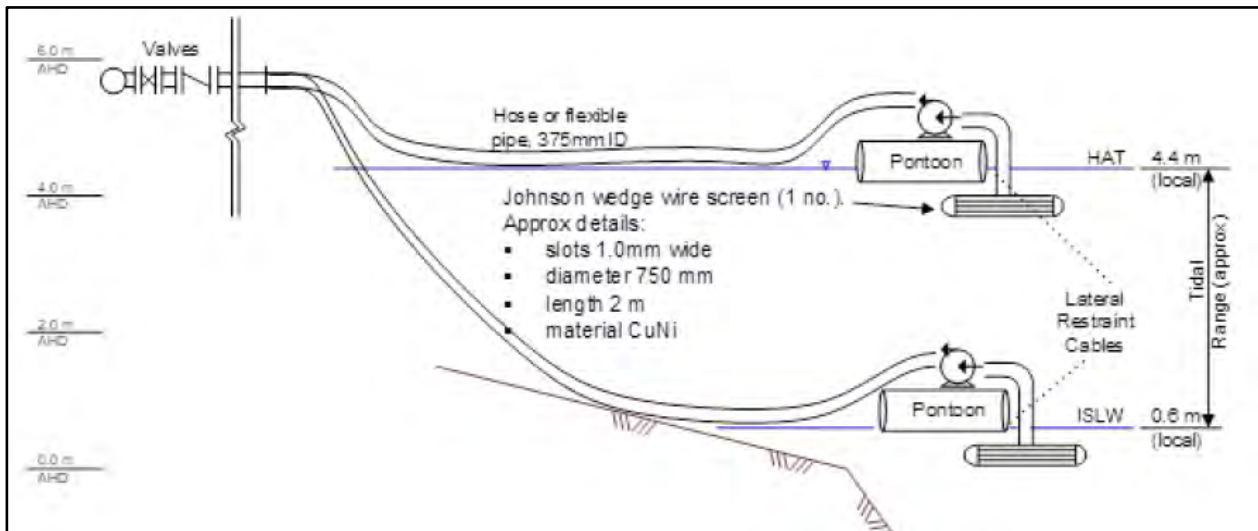 6.0 m
AHD
Valves
Hose or flexible
pipe, 375mm ID
Pontoon
HAT
4.4 m
(local)
4.0 m
AHD
Johnson wedge wire screen (1 no.).
Approx details:
▪ slots 1.0mm wide
▪ diameter 750 mm
▪ length 2 m
▪ material CuNi
Tidal
Range (approx)
Lateral
Restraint
Cables
2.0 m
AHD
Pontoon
ISLW
0.6 m
(local)
0.0 m
AHD